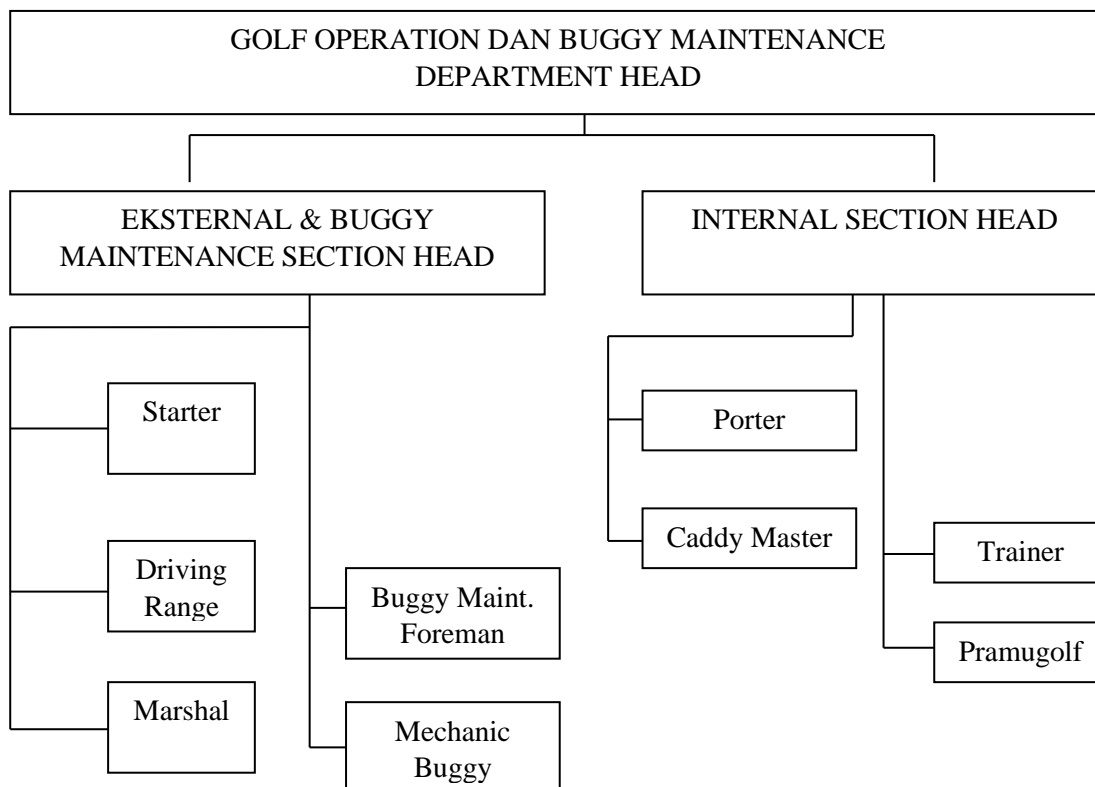 GOLF OPERATION DAN BUGGY MAINTENANCE
DEPARTMENT HEAD
EKSTERNAL & BUGGY
MAINTENANCE SECTION HEAD
INTERNAL SECTION HEAD
Starter
Driving
Range
Marshal
Buggy Maint.
Foreman
Mechanic
Buggy
Porter
Caddy Master
Trainer
Pramugolf